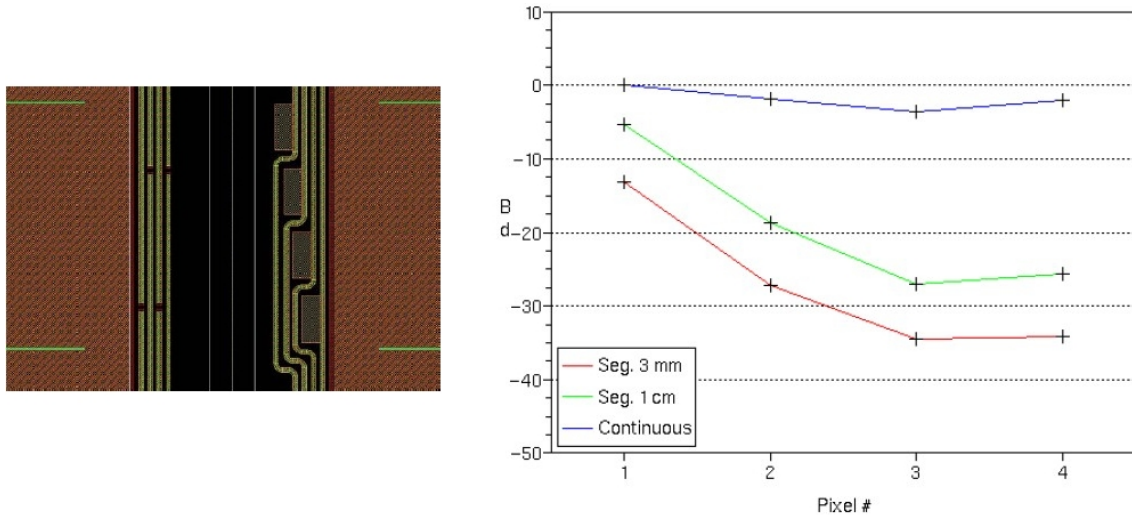 10
0
-10
-20
-30
-40
-50
B
d
Seg. 3 mm
Seg. 1 cm
Continuous
1 2 3 4
Pixel #